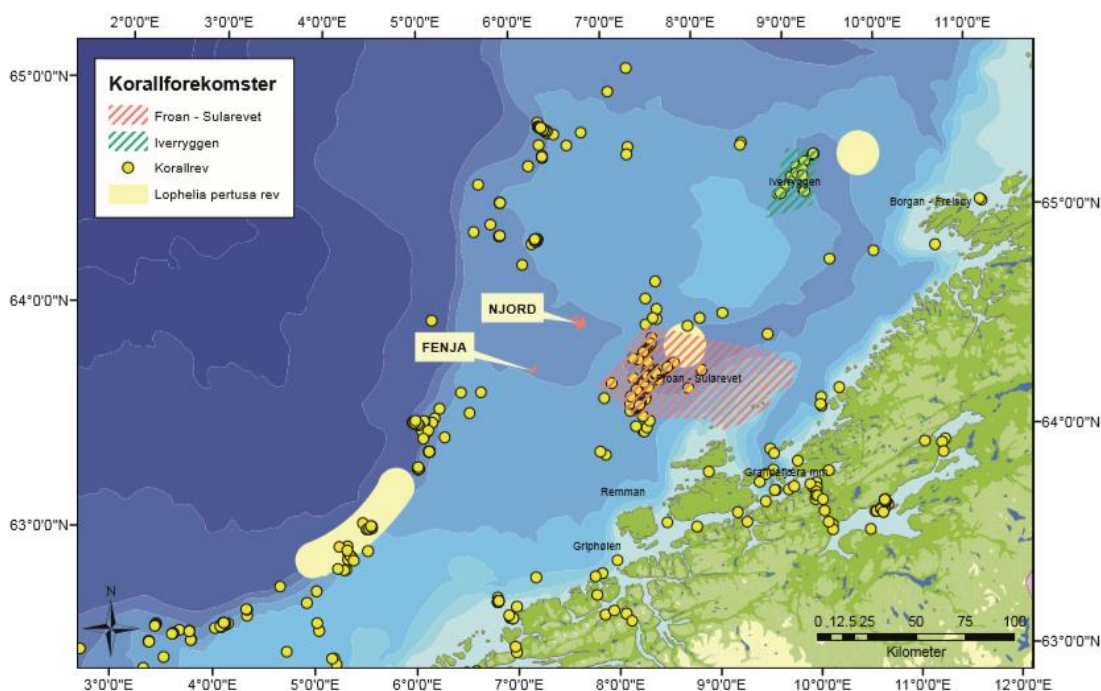 2°0'0"E 3°0'0"E 4°0'0"E 5°0'0"E 6°0'0"E 7°0'0"E 8°0'0"E 9°0'0"E 10°0'0"E 11°0'0"E
65°0'0"N
Korallforekomster
Froan - Sularevet
Iverryggen
Korallrev
Lophelia pertusa rev
Iverryggen
Borgan - Frelsøy
65°0'0"N
64°0'0"N
NJORD
FENJA
Froan - Sularevet
64°0'0"N
Grandefjæra mm
Remman
63°0'0"N
Griphølen
N
0 12.5 25 50 75 100
Kilometer
63°0'0"N
3°0'0"E 4°0'0"E 5°0'0"E 6°0'0"E 7°0'0"E 8°0'0"E 9°0'0"E 10°0'0"E 11°0'0"E 12°0'0"E